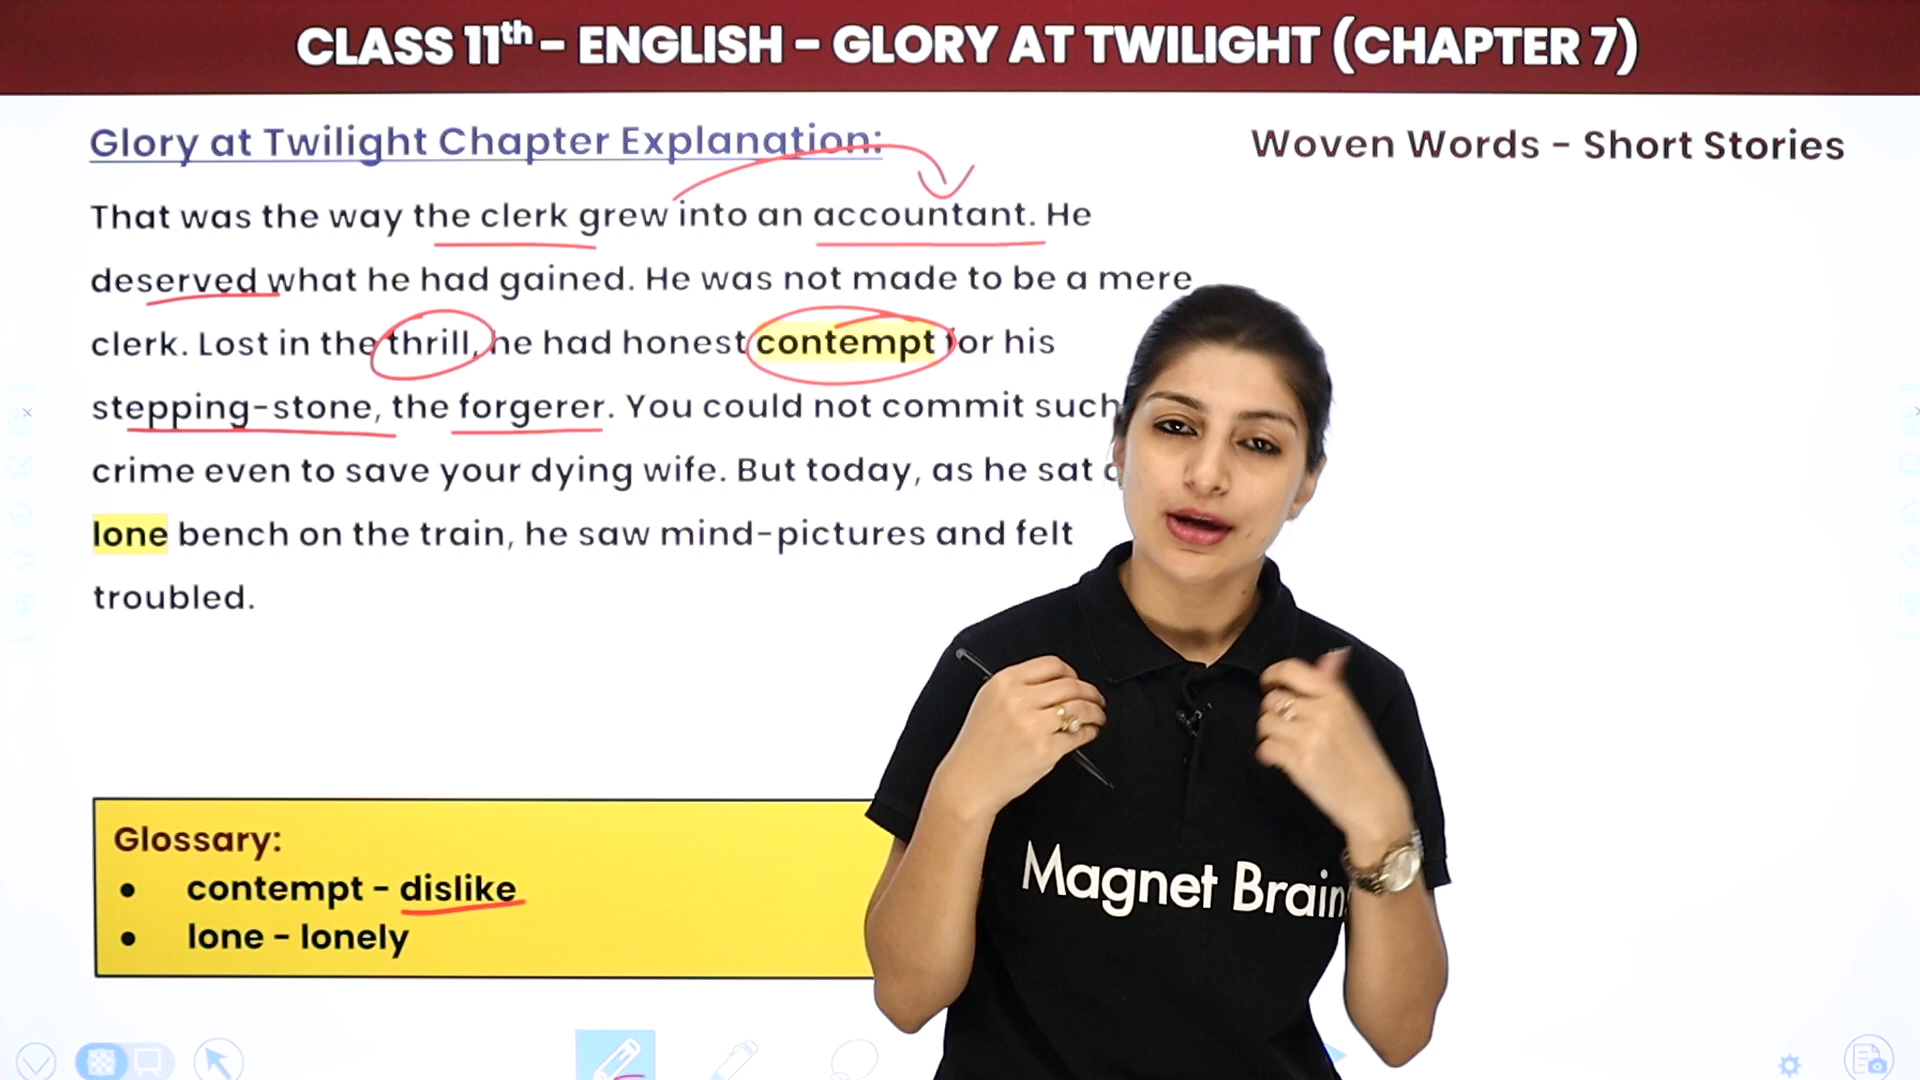 CLASS 11th - ENGLISH - GLORY AT TWILIGHT (CHAPTER 7)
Glory at Twilight Chapter Explanation:
Woven Words - Short Stories
That was the way the clerk grew into an accountant. He
deserved what he had gained. He was not made to be a mere
clerk. Lost in the thrill, he had honest contempt for his
stepping-stone, the forgerer. You could not commit such
crime even to save your dying wife. But today, as he sat
lone bench on the train, he saw mind-pictures and felt
troubled.
Glossary:
● contempt - dislike
● lone - lonely
Magnet Brain